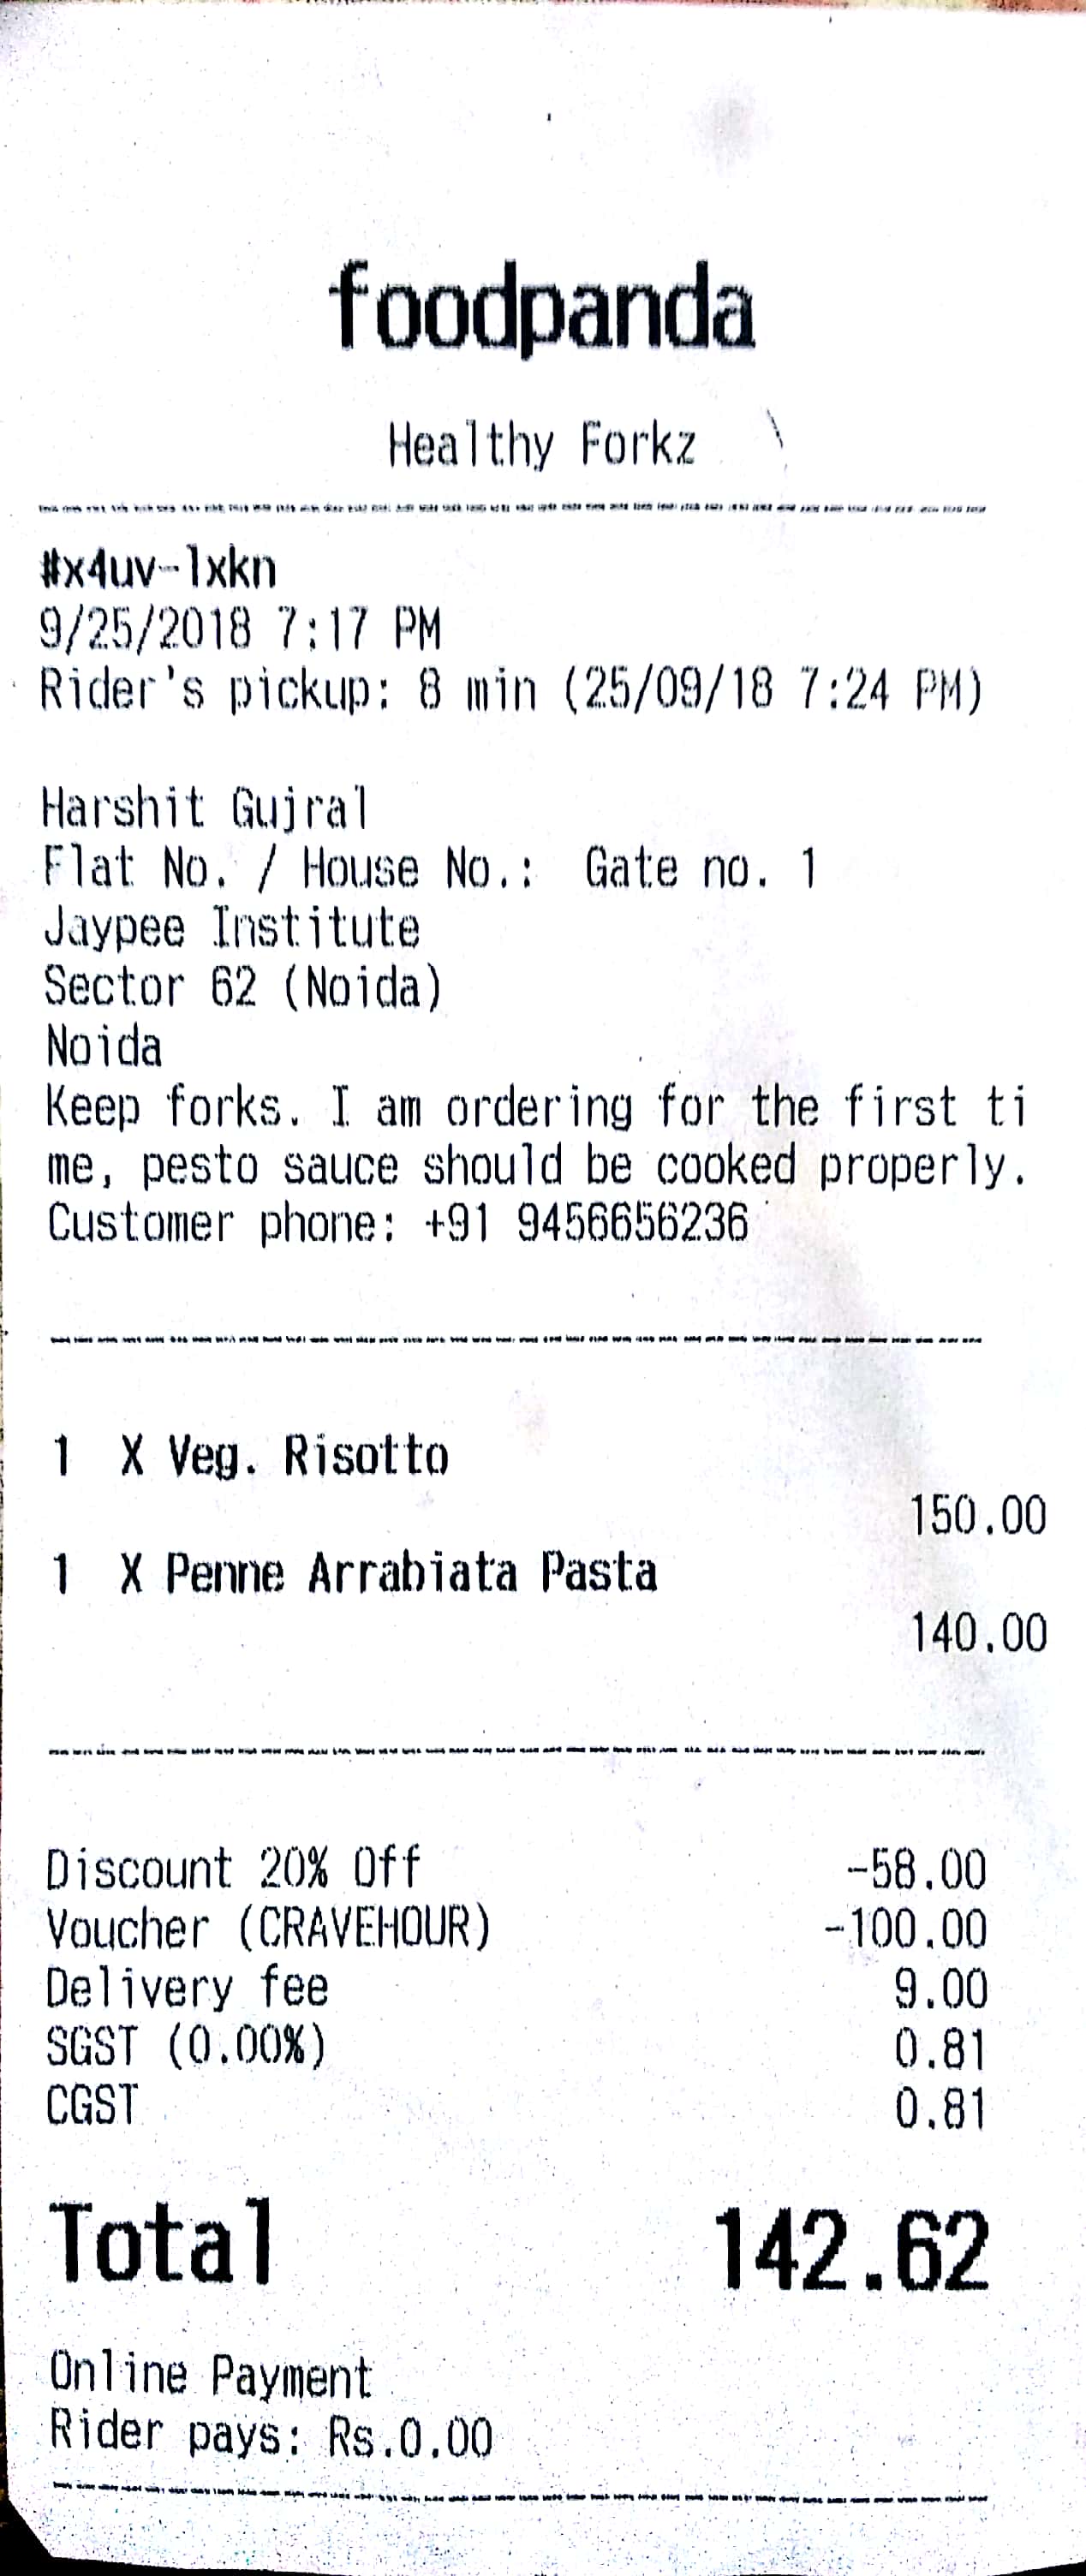 foodpanda
Healthy Forkz
#x4uv-lxkn
9/25/2018 7:17 PM
Rider's pickup: 8 min (25/09/18 7:24 PM)
Harshit Gujral
Flat No. / House No.: Gate no. 1
Jaypee Institute
Sector 62 (Noida)
Noida
Keep forks. I am ordering for the first ti
me, pesto sauce should be cooked properly.
Customer phone: +91 9456656236
1 X Veg. Risotto
150.00
1 X Penne Arrabiata Pasta
140.00
Discount 20% Off -58.00
Voucher (CRAVEHOUR) -100.00
Delivery fee 9.00
SGST (0.00%) 0.81
CGST 0.81
Total 142.62
Online Payment
Rider pays: Rs.0.00